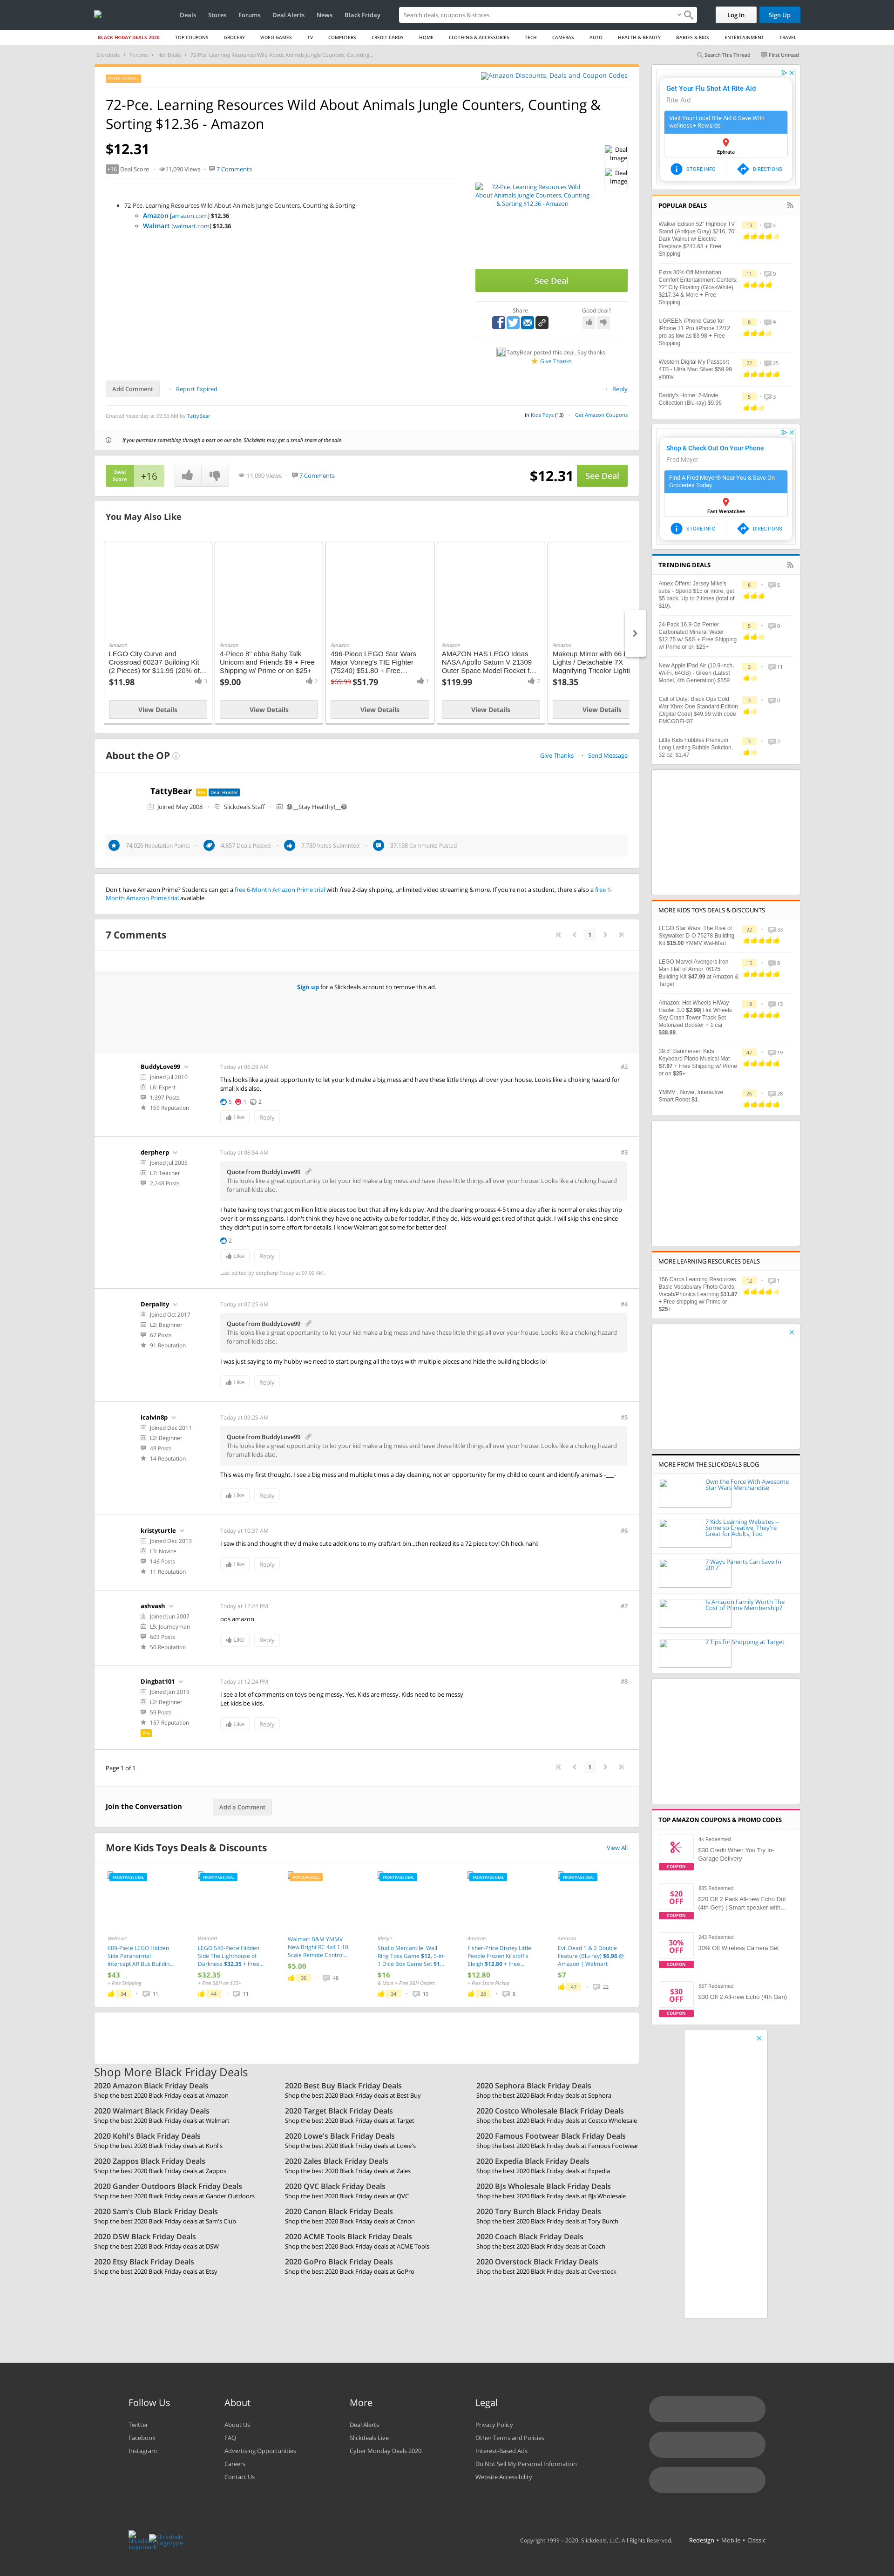 Deals Stores Forums Deal Alerts News Black Friday
Search deals, coupons & stores
Log In Sign Up
BLACK FRIDAY DEALS 2020 TOP COUPONS GROCERY VIDEO GAMES TV COMPUTERS CREDIT CARDS HOME CLOTHING & ACCESSORIES TECH CAMERAS AUTO HEALTH & BEAUTY BABIES & KIDS ENTERTAINMENT TRAVEL
Slickdeals Forums Hot Deals 72-Pce. Learning Resources Wild About Animals Jungle Counters, Counting...
Search This Thread First Unread
POPULAR DEAL
Amazon Discounts, Deals and Coupon Codes
72-Pce. Learning Resources Wild About Animals Jungle Counters, Counting &
Sorting $12.36 - Amazon
$12.31
+16 Deal Score 11,090 Views 7 Comments
Deal Image
Deal Image
72-Pce. Learning Resources Wild About Animals Jungle Counters, Counting & Sorting $12.36 - Amazon
72-Pce. Learning Resources Wild About Animals Jungle Counters, Counting & Sorting
Amazon [amazon.com] $12.36
Walmart [walmart.com] $12.36
See Deal
Share
Good deal?
TattyBear posted this deal. Say thanks!
Give Thanks
Add Comment Report Expired Reply
Created Yesterday at 09:53 AM by TattyBear
in Kids Toys (13) Get Amazon Coupons
If you purchase something through a post on our site, Slickdeals may get a small share of the sale.
Deal Score +16 11,090 Views 7 Comments $12.31 See Deal
You May Also Like
Amazon
LEGO City Curve and Crossroad 60237 Building Kit (2 Pieces) for $11.99 (20% of...
$11.98 3
View Details
Amazon
4-Piece 8" ebba Baby Talk Unicorn and Friends $9 + Free Shipping w/ Prime or on $25+
$9.00 2
View Details
Amazon
496-Piece LEGO Star Wars Major Vonreg's TIE Fighter (75240) $51.80 + Free...
$69.99 $51.79 1
View Details
Amazon
AMAZON HAS LEGO Ideas NASA Apollo Saturn V 21309 Outer Space Model Rocket f...
$119.99 7
View Details
Amazon
Makeup Mirror with 66
Lights / Detachable 7X
Magnifying Tricolor Lighti
$18.35
View Details
About the OP
Give Thanks Send Message
TattyBear Pro Deal Hunter
Joined May 2008 Slickdeals Staff __Stay Healthy!__
74,026 Reputation Points 4,857 Deals Posted 7,730 Votes Submitted 37,138 Comments Posted
Don't have Amazon Prime? Students can get a free 6-Month Amazon Prime trial with free 2-day shipping, unlimited video streaming & more. If you're not a student, there's also a free 1-
Month Amazon Prime trial available.
7 Comments
1
Sign up for a Slickdeals account to remove this ad.
BuddyLove99
Joined Jul 2010
L6: Expert
1,397 Posts
169 Reputation
Today at 06:29 AM #2
This looks like a great opportunity to let your kid make a big mess and have these little things all over your house. Looks like a choking hazard for
small kids also.
5 1 2
Like Reply
derpherp
Joined Jul 2005
L7: Teacher
2,248 Posts
Today at 06:54 AM #3
Quote from BuddyLove99
This looks like a great opportunity to let your kid make a big mess and have these little things all over your house. Looks like a choking hazard
for small kids also.
I hate having toys that got million little pieces too but that all my kids play. And the cleaning process 4-5 time a day after is normal or eles they trip
over it or missing parts. I don't think they have one activity cube for toddler, if they do, kids would get tired of that quick. I will skip this one since
they didn't put in some effort for details. I know Walmart got some for better deal
2
Like Reply
Last edited by derpherp Today at 07:00 AM.
Derpality
Joined Oct 2017
L2: Beginner
67 Posts
91 Reputation
Today at 07:25 AM #4
Quote from BuddyLove99
This looks like a great opportunity to let your kid make a big mess and have these little things all over your house. Looks like a choking hazard
for small kids also.
I was just saying to my hubby we need to start purging all the toys with multiple pieces and hide the building blocks lol
Like Reply
icalvin8p
Joined Dec 2011
L2: Beginner
48 Posts
14 Reputation
Today at 09:25 AM #5
Quote from BuddyLove99
This looks like a great opportunity to let your kid make a big mess and have these little things all over your house. Looks like a choking hazard
for small kids also.
This was my first thought. I see a big mess and multiple times a day cleaning, not an opportunity for my child to count and identify animals -___-
Like Reply
kristyturtle
Joined Dec 2013
L3: Novice
146 Posts
11 Reputation
Today at 10:37 AM #6
I saw this and thought they'd make cute additions to my craft/art bin...then realized its a 72 piece toy! Oh heck nah!
Like Reply
ashvash
Joined Jun 2007
L5: Journeyman
603 Posts
50 Reputation
Today at 12:24 PM #7
oos amazon
Like Reply
Dingbat101
Joined Jan 2019
L2: Beginner
59 Posts
157 Reputation
Pro
Today at 12:24 PM #8
I see a lot of comments on toys being messy. Yes. Kids are messy. Kids need to be messy
Let kids be kids.
Like Reply
Page 1 of 1
1
Join the Conversation Add a Comment
More Kids Toys Deals & Discounts View All
FRONTPAGE DEAL
Walmart
689-Piece LEGO Hidden Side Paranormal Intercept AR Bus Buildin...
$43
+ Free Shipping
34 11
FRONTPAGE DEAL
Walmart
LEGO 540-Piece Hidden Side The Lighthouse of Darkness $32.35 + Free...
$32.35
+ Free S&H on $35+
44 11
POPULAR DEAL
Walmart B&M YMMV New Bright RC 4x4 1:10 Scale Remote Control...
$5.00
36 48
FRONTPAGE DEAL
Macy's
Studio Mercantile: Wall Ring Toss Game $12, 5-in-1 Dice Box Game Set $1...
$16
& More + Free S&H Orders
34 19
FRONTPAGE DEAL
Amazon
Fisher-Price Disney Little People Frozen Kristoff's Sleigh $12.80 + Free...
$12.80
+ Free Store Pickup
26 8
FRONTPAGE DEAL
Amazon
Evil Dead 1 & 2 Double Feature (Blu-ray) $6.96 @ Amazon | Walmart
$7
47 22
Shop More Black Friday Deals
2020 Amazon Black Friday Deals
Shop the best 2020 Black Friday deals at Amazon
2020 Best Buy Black Friday Deals
Shop the best 2020 Black Friday deals at Best Buy
2020 Sephora Black Friday Deals
Shop the best 2020 Black Friday deals at Sephora
2020 Walmart Black Friday Deals
Shop the best 2020 Black Friday deals at Walmart
2020 Target Black Friday Deals
Shop the best 2020 Black Friday deals at Target
2020 Costco Wholesale Black Friday Deals
Shop the best 2020 Black Friday deals at Costco Wholesale
2020 Kohl's Black Friday Deals
Shop the best 2020 Black Friday deals at Kohl's
2020 Lowe's Black Friday Deals
Shop the best 2020 Black Friday deals at Lowe's
2020 Famous Footwear Black Friday Deals
Shop the best 2020 Black Friday deals at Famous Footwear
2020 Zappos Black Friday Deals
Shop the best 2020 Black Friday deals at Zappos
2020 Zales Black Friday Deals
Shop the best 2020 Black Friday deals at Zales
2020 Expedia Black Friday Deals
Shop the best 2020 Black Friday deals at Expedia
2020 Gander Outdoors Black Friday Deals
Shop the best 2020 Black Friday deals at Gander Outdoors
2020 QVC Black Friday Deals
Shop the best 2020 Black Friday deals at QVC
2020 BJs Wholesale Black Friday Deals
Shop the best 2020 Black Friday deals at BJs Wholesale
2020 Sam's Club Black Friday Deals
Shop the best 2020 Black Friday deals at Sam's Club
2020 Canon Black Friday Deals
Shop the best 2020 Black Friday deals at Canon
2020 Tory Burch Black Friday Deals
Shop the best 2020 Black Friday deals at Tory Burch
2020 DSW Black Friday Deals
Shop the best 2020 Black Friday deals at DSW
2020 ACME Tools Black Friday Deals
Shop the best 2020 Black Friday deals at ACME Tools
2020 Coach Black Friday Deals
Shop the best 2020 Black Friday deals at Coach
2020 Etsy Black Friday Deals
Shop the best 2020 Black Friday deals at Etsy
2020 GoPro Black Friday Deals
Shop the best 2020 Black Friday deals at GoPro
2020 Overstock Black Friday Deals
Shop the best 2020 Black Friday deals at Overstock
Get Your Flu Shot At Rite Aid
Rite Aid
Visit Your Local Rite Aid & Save With wellness+ Rewards
Ephrata
STORE INFO DIRECTIONS
POPULAR DEALS
Walker Edison 52" Highboy TV Stand (Antique Gray) $216, 70" Dark Walnut w/ Electric Fireplace $243.68 + Free Shipping
13 4
Extra 30% Off Manhattan Comfort Entertainment Centers: 72" City Floating (GlossWhite) $217.34 & More + Free Shipping
11 9
UGREEN iPhone Case for iPhone 11 Pro /iPhone 12/12 pro as low as $3.98 + Free Shipping
8 9
Western Digital My Passport 4TB - Ultra Mac Silver $59.99 ymmv
22 25
Daddy's Home: 2-Movie Collection (Blu-ray) $9.96
5 3
Shop & Check Out On Your Phone
Fred Meyer
Find A Fred Meyer® Near You & Save On Groceries Today.
East Wenatchee
STORE INFO DIRECTIONS
TRENDING DEALS
Amex Offers: Jersey Mike's subs - Spend $15 or more, get $5 back. Up to 2 times (total of $10).
6 5
24-Pack 16.9-Oz Perrier Carbonated Mineral Water $12.75 w/ S&S + Free Shipping w/ Prime or on $25+
5 0
New Apple iPad Air (10.9-inch, Wi-Fi, 64GB) - Green (Latest Model, 4th Generation) $559
3 11
Call of Duty: Black Ops Cold War Xbox One Standard Edition [Digital Code] $49.99 with code EMCGDFH37
3 0
Little Kids Fubbles Premium Long Lasting Bubble Solution, 32 oz: $1.47
3 2
MORE KIDS TOYS DEALS & DISCOUNTS
LEGO Star Wars: The Rise of Skywalker D-O 75278 Building Kit $15.00 YMMV Wal-Mart
22 33
LEGO Marvel Avengers Iron Man Hall of Armor 76125 Building Kit $47.99 at Amazon & Target
15 8
Amazon: Hot Wheels HiWay Hauler 3.0 $2.99| Hot Wheels Sky Crash Tower Track Set Motorized Booster + 1 car $38.88
18 13
39.5" Sanmersen Kids Keyboard Piano Musical Mat $7.97 + Free Shipping w/ Prime or on $25+
47 19
YMMV : Novie, Interactive Smart Robot $1
26 28
MORE LEARNING RESOURCES DEALS
156 Cards Learning Resources Basic Vocabulary Photo Cards, Vocab/Phonics Learning $11.87 + Free shipping w/ Prime or $25+
12 1
MORE FROM THE SLICKDEALS BLOG
Own the Force With Awesome Star Wars Merchandise
7 Kids Learning Websites – Some so Creative, They're Great for Adults, Too
7 Ways Parents Can Save In 2017
Is Amazon Family Worth The Cost of Prime Membership?
7 Tips for Shopping at Target
TOP AMAZON COUPONS & PROMO CODES
COUPON
4k Redeemed
$30 Credit When You Try In-Garage Delivery
$20 OFF
COUPON
835 Redeemed
$20 Off 2 Pack All-new Echo Dot (4th Gen) | Smart speaker with...
30% OFF
COUPON
243 Redeemed
30% Off Wireless Camera Set
$30 OFF
COUPON
567 Redeemed
$30 Off 2 All-new Echo (4th Gen)
Follow Us
Twitter
Facebook
Instagram
About
About Us
FAQ
Advertising Opportunities
Careers
Contact Us
More
Deal Alerts
Slickdeals Live
Cyber Monday Deals 2020
Legal
Privacy Policy
Other Terms and Policies
Interest-Based Ads
Do Not Sell My Personal Information
Website Accessibility
Slickdeals Logotype
Copyright 1999 - 2020. Slickdeals, LLC. All Rights Reserved. Redesign • Mobile • Classic